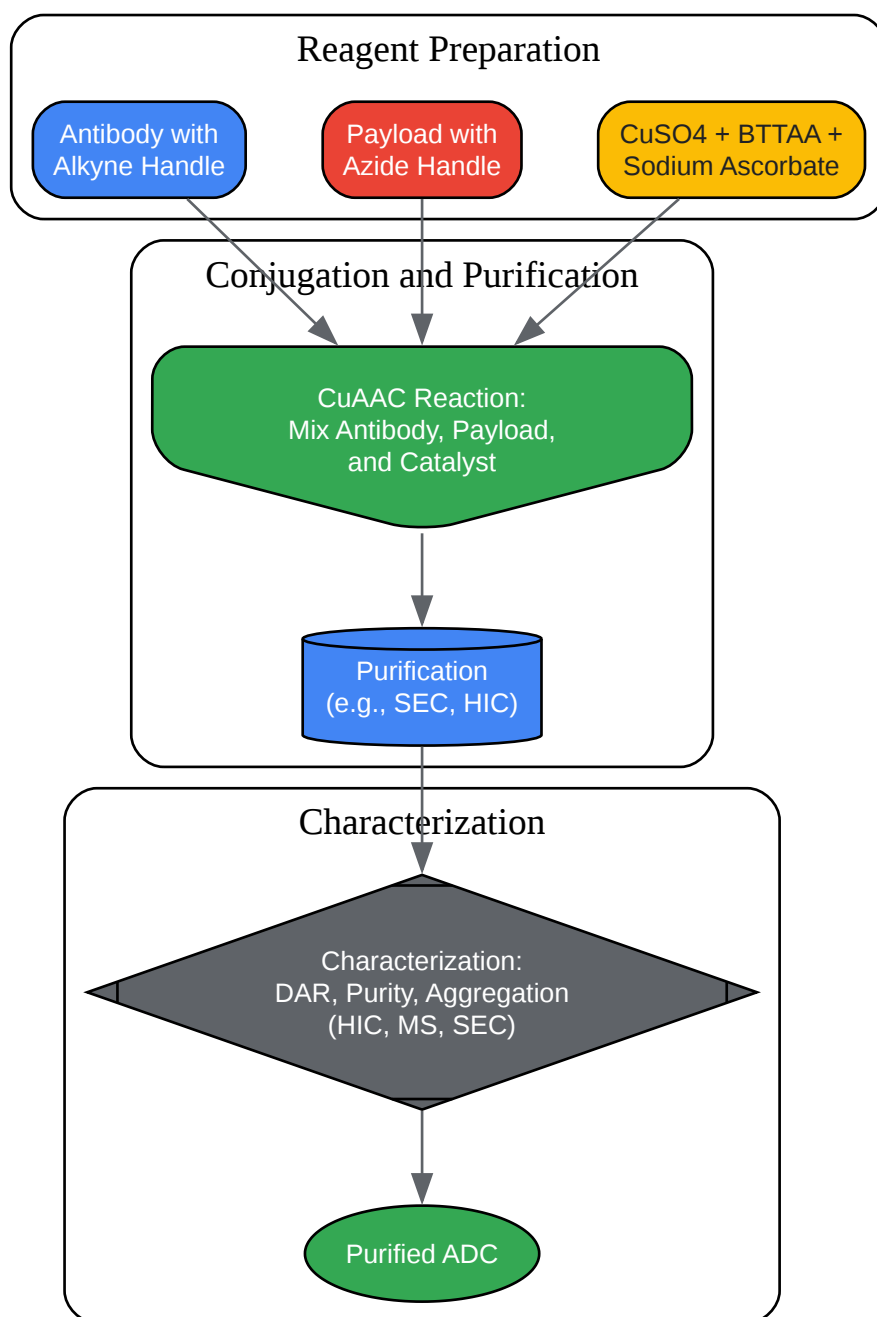 Reagent Preparation
Antibody with
Alkyne Handle
Payload with
Azide Handle
CuSO4 + BTTAA +
Sodium Ascorbate
Conjugation and Purification
CuAAC Reaction:
Mix Antibody, Payload,
and Catalyst
Purification
(e.g., SEC, HIC)
Characterization
Characterization:
DAR, Purity, Aggregation
(HIC, MS, SEC)
Purified ADC